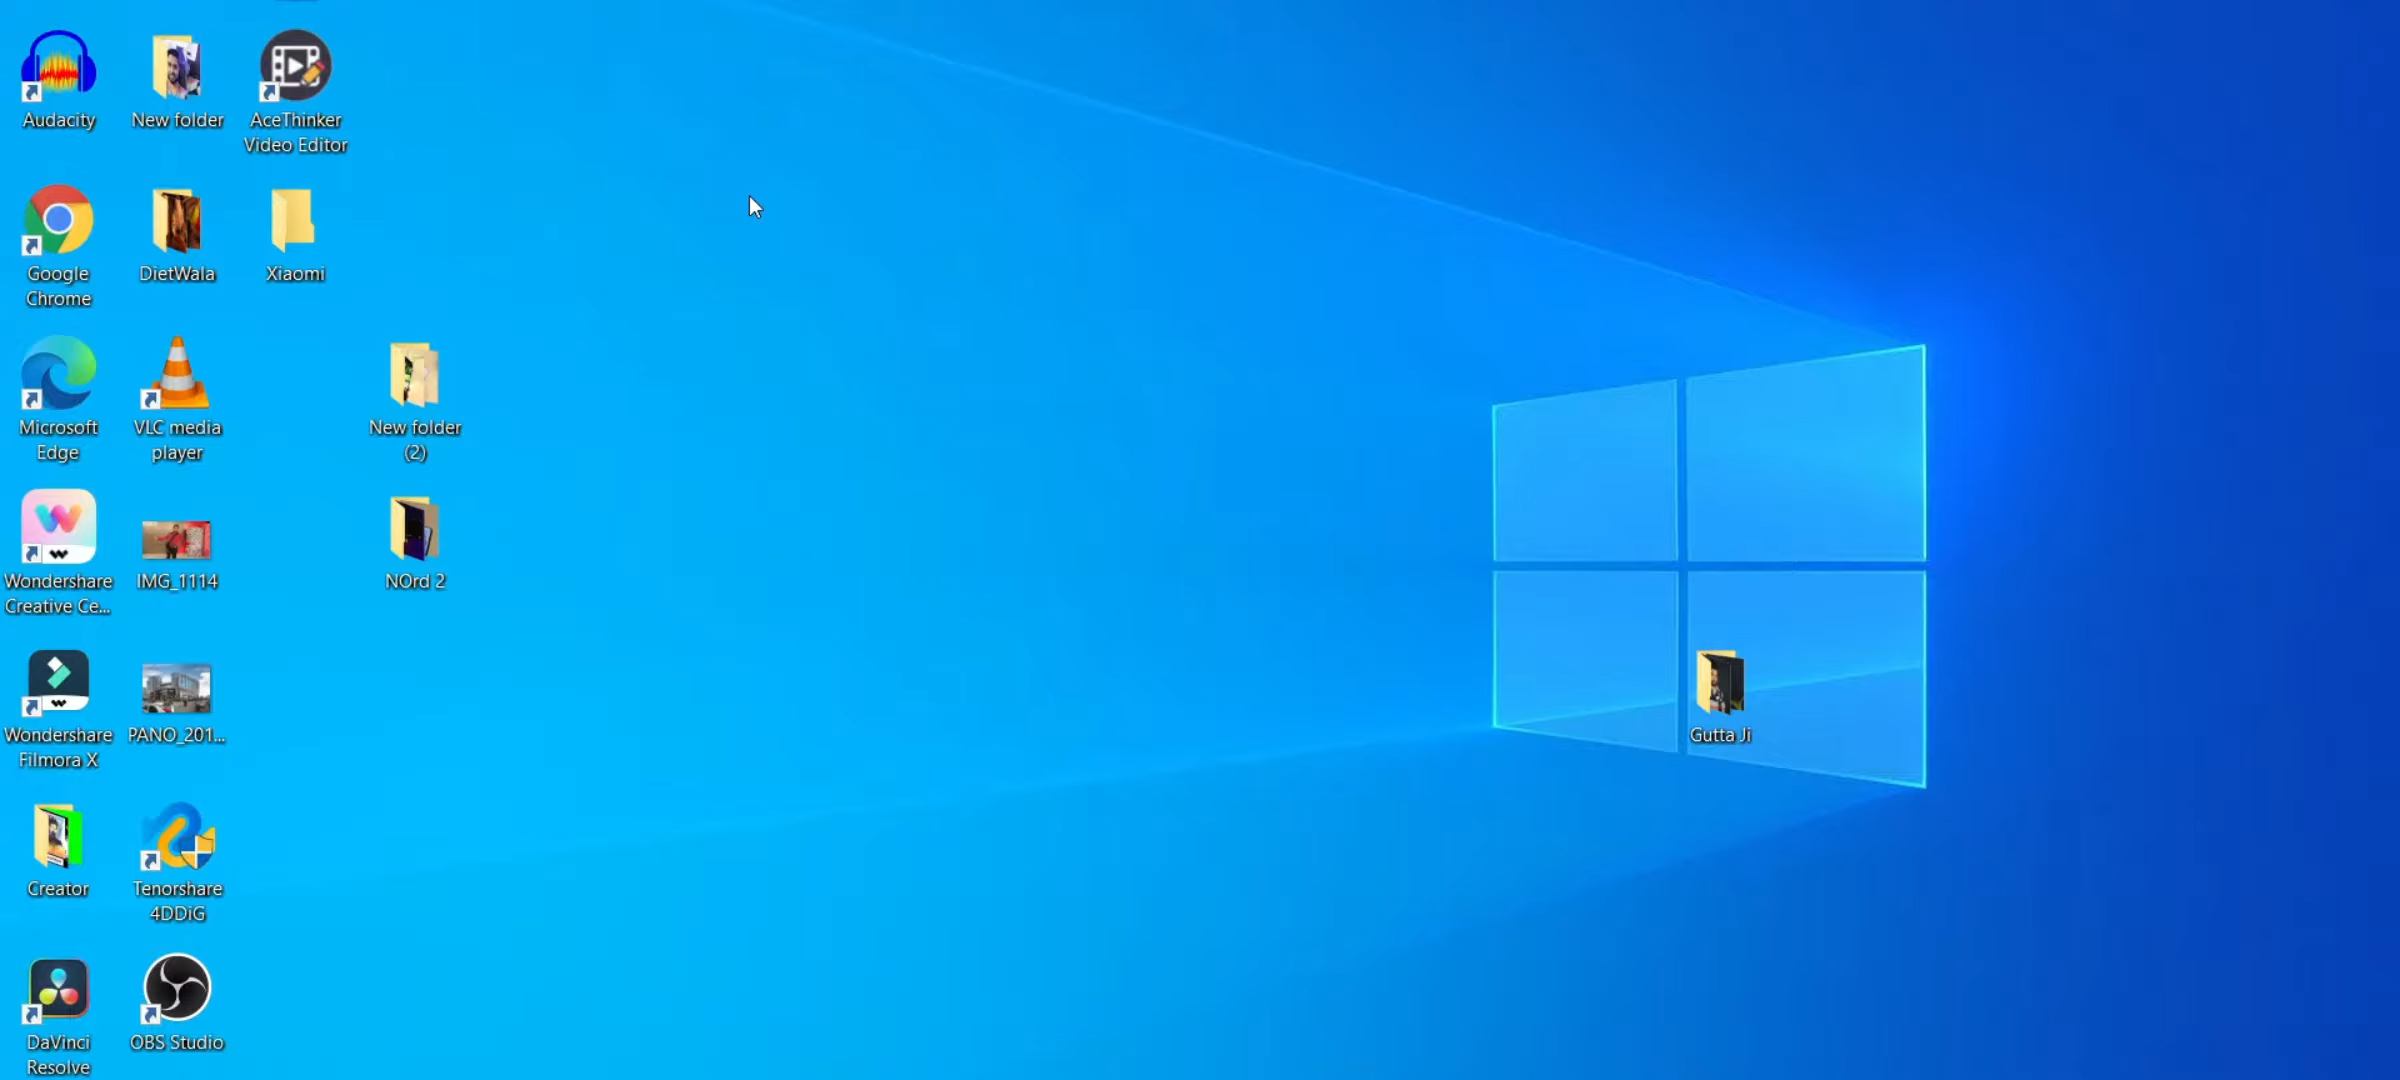 Audacity
New folder
AceThinker
Video Editor
Google
Chrome
DietWala
Xiaomi
Microsoft
Edge
VLC media
player
New folder
(2)
Wondershare
Creative Ce...
IMG_1114
NOrd 2
Wondershare
Filmora X
PANO_201...
Gutta Ji
Creator
Tenorshare
4DDiG
DaVinci
Resolve
OBS Studio